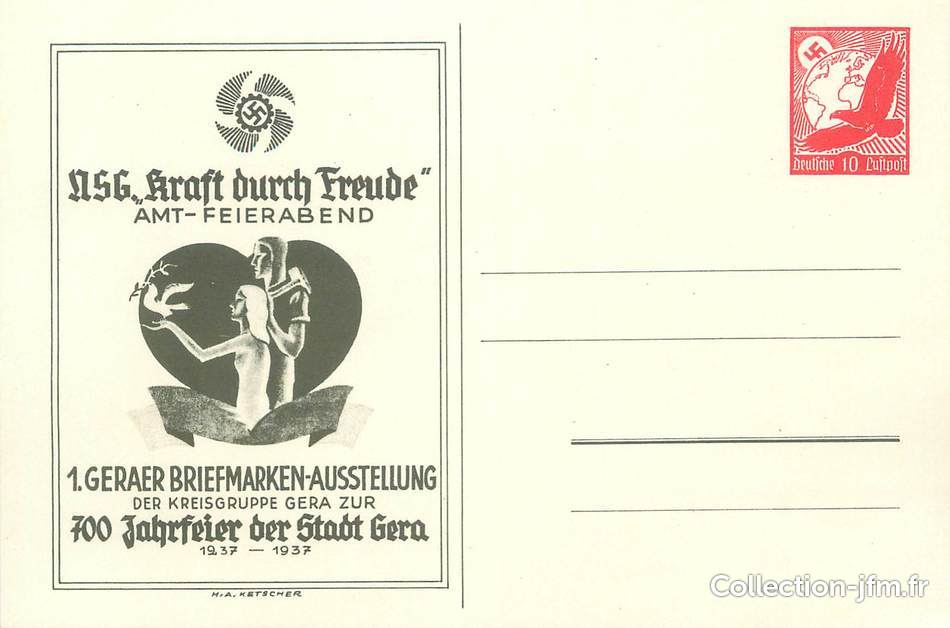 NSG. „Kraft durch Freude"
AMT-FEIERABEND
1. GERAER BRIEFMARKEN-AUSSTELLUNG
DER KREISGRUPPE GERA ZUR
700 Jahrfeier der Stadt Gera
1237 — 1937
H.A. KETSCHER
Deutsche 10 Luftpost
Collection-jfm.fr